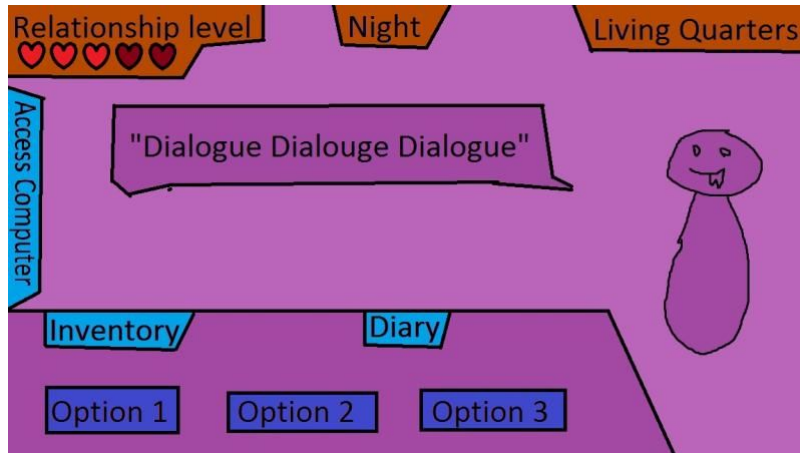 Relationship level
Night
Living Quarters
Access Computer
"Dialogue Dialouge Dialogue"
Inventory
Diary
Option 1
Option 2
Option 3